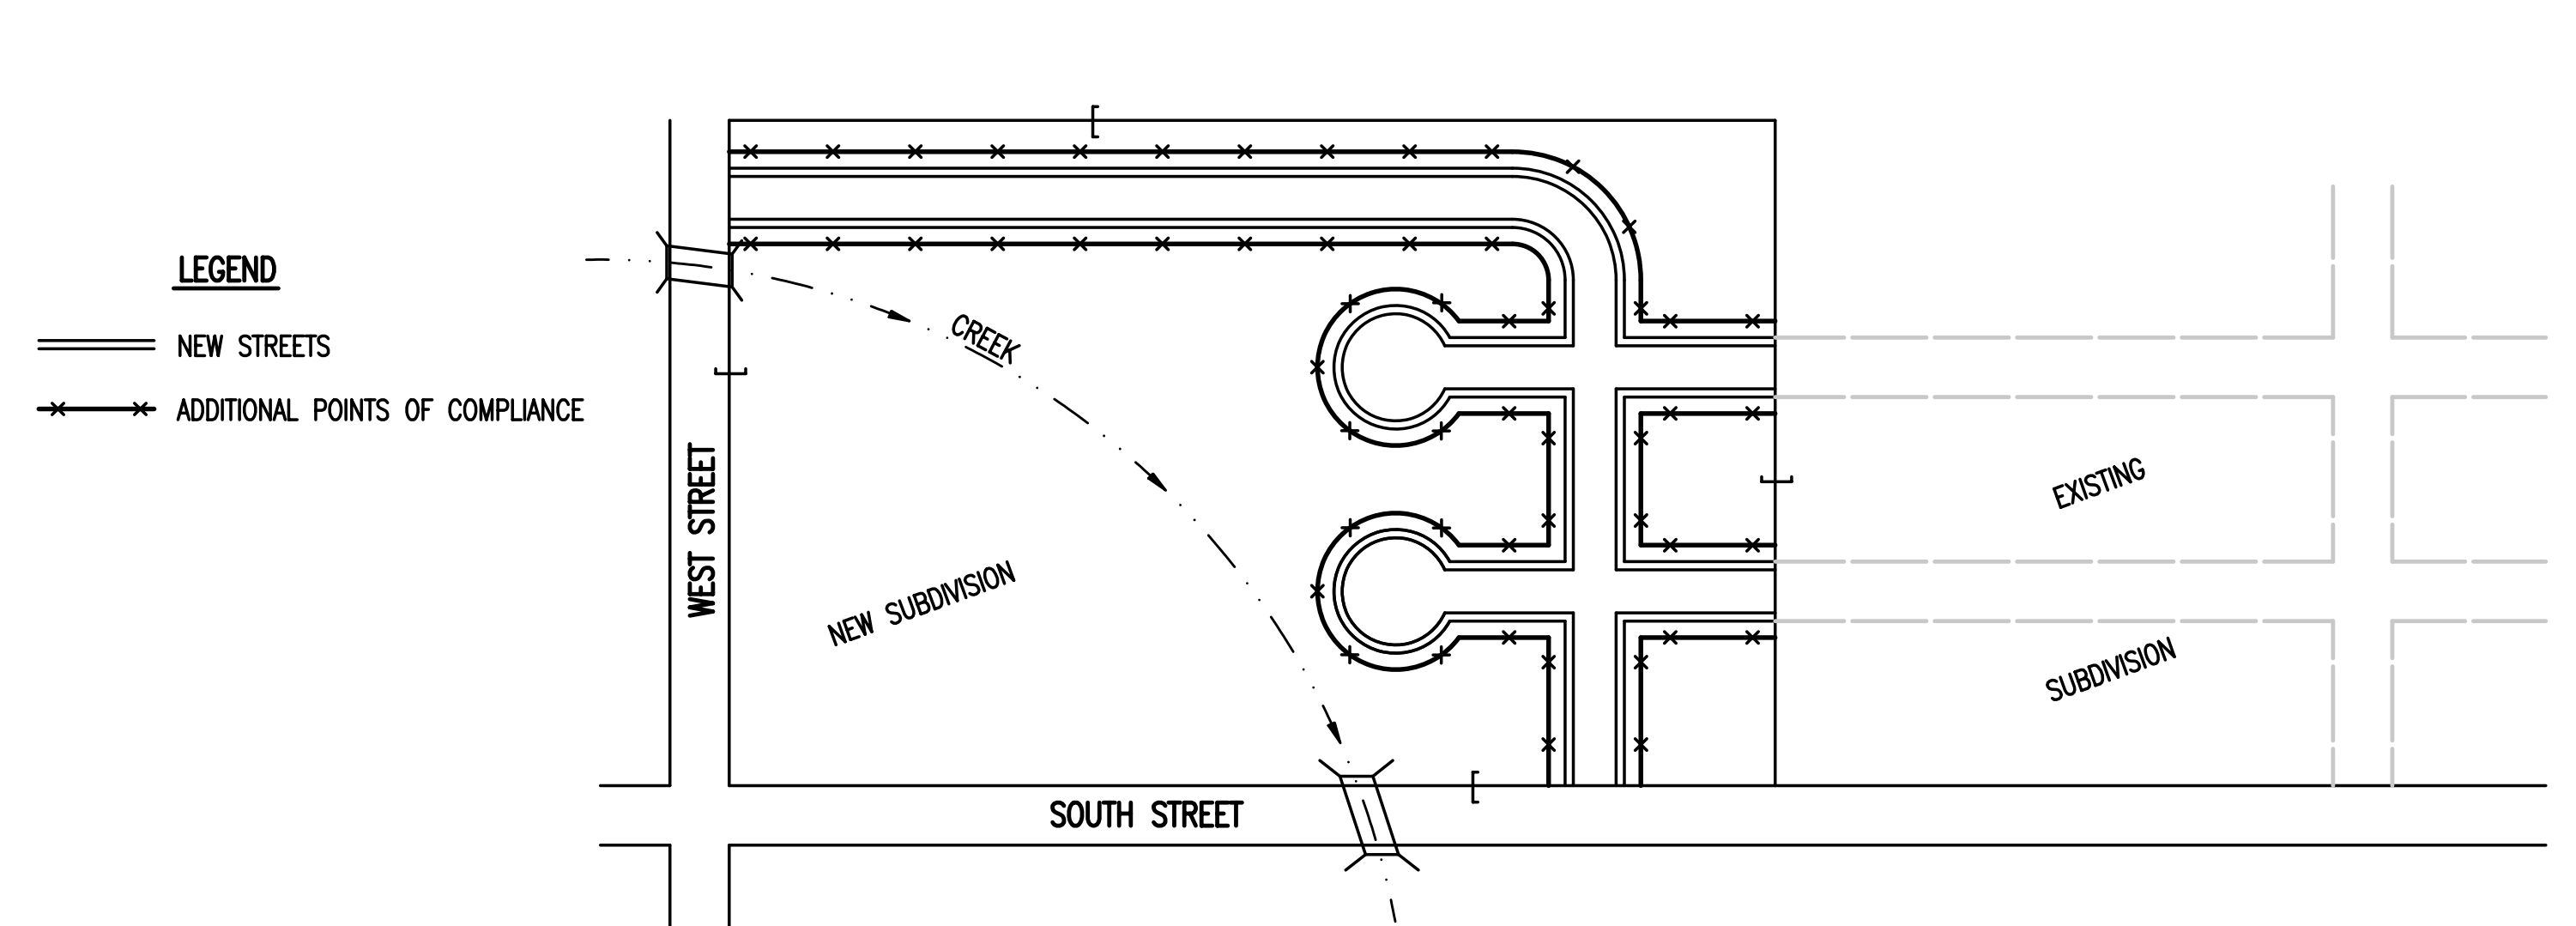 LEGEND
NEW STREETS
ADDITIONAL POINTS OF COMPLIANCE
CREEK
WEST STREET
NEW SUBDIVISION
SOUTH STREET
EXISTING
SUBDIVISION